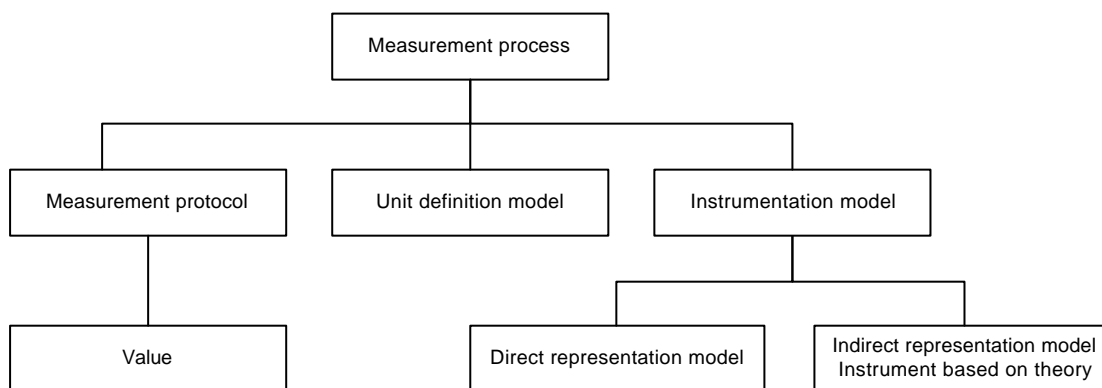 Measurement process
Measurement protocol
Unit definition model
Instrumentation model
Value
Direct representation model
Indirect representation model
Instrument based on theory